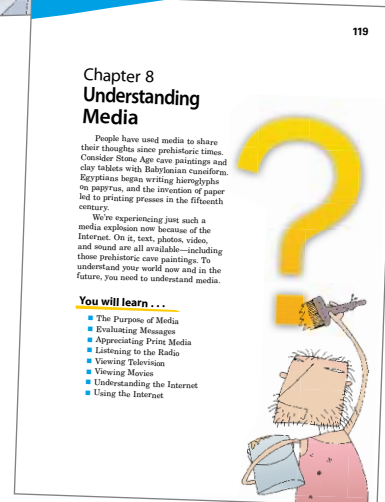 119
Chapter 8
Understanding
Media
People have used media to share
their thoughts since prehistoric times.
Consider Stone Age cave paintings and
clay tablets with Babylonian cuneiform.
Egyptians began writing hieroglyphs
on papyrus, and the invention of paper
led to printing presses in the fifteenth
century.
We're experiencing just such a
media explosion now because of the
Internet. On it, text, photos, video,
and sound are all available—including
those prehistoric cave paintings. To
understand your world now and in the
future, you need to understand media.
You will learn . . .
■ The Purpose of Media
■ Evaluating Messages
■ Appreciating Print Media
■ Listening to the Radio
■ Viewing Television
■ Viewing Movies
■ Understanding the Internet
■ Using the Internet